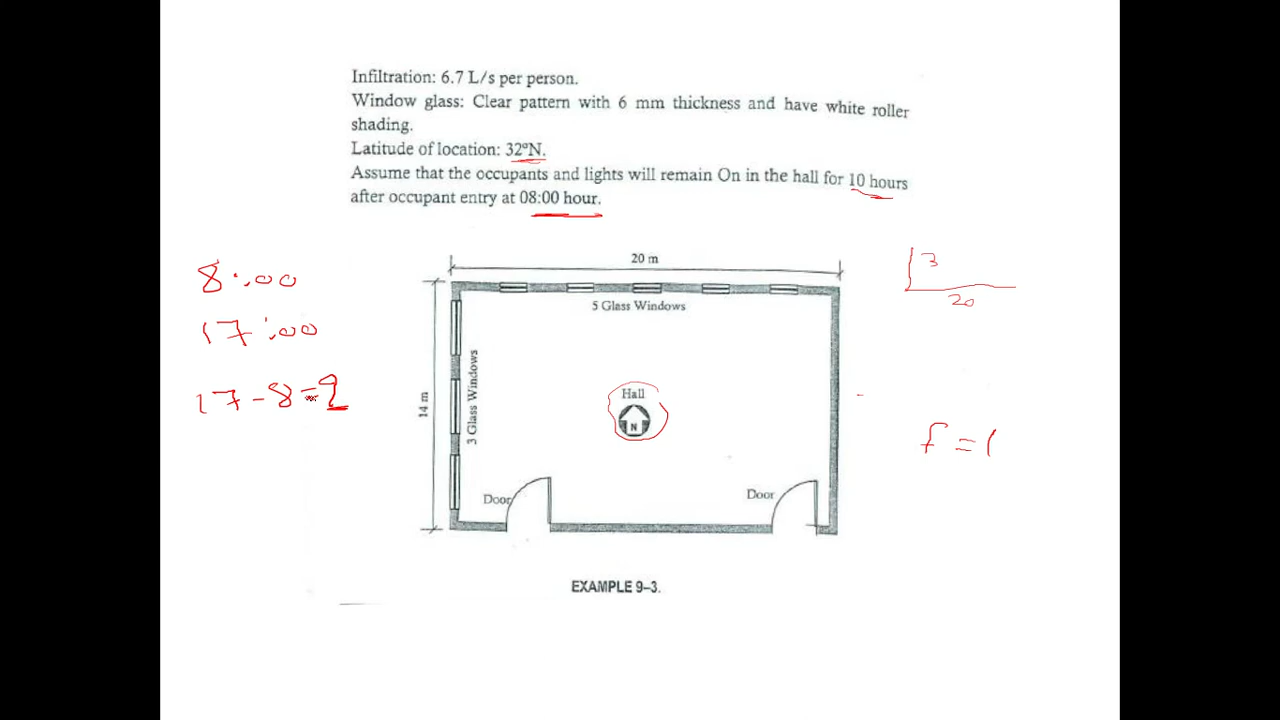 Infiltration: 6.7 L/s per person.
Window glass: Clear pattern with 6 mm thickness and have white roller
shading.
Latitude of location: 32ºN.
Assume that the occupants and lights will remain On in the hall for 10 hours
after occupant entry at 08:00 hour.
20 m
5 Glass Windows
3 Glass Windows
14 m
Hall
N
Door
Door
EXAMPLE 9–3.
8:00
17:00
17-8=9
3
20
f=1